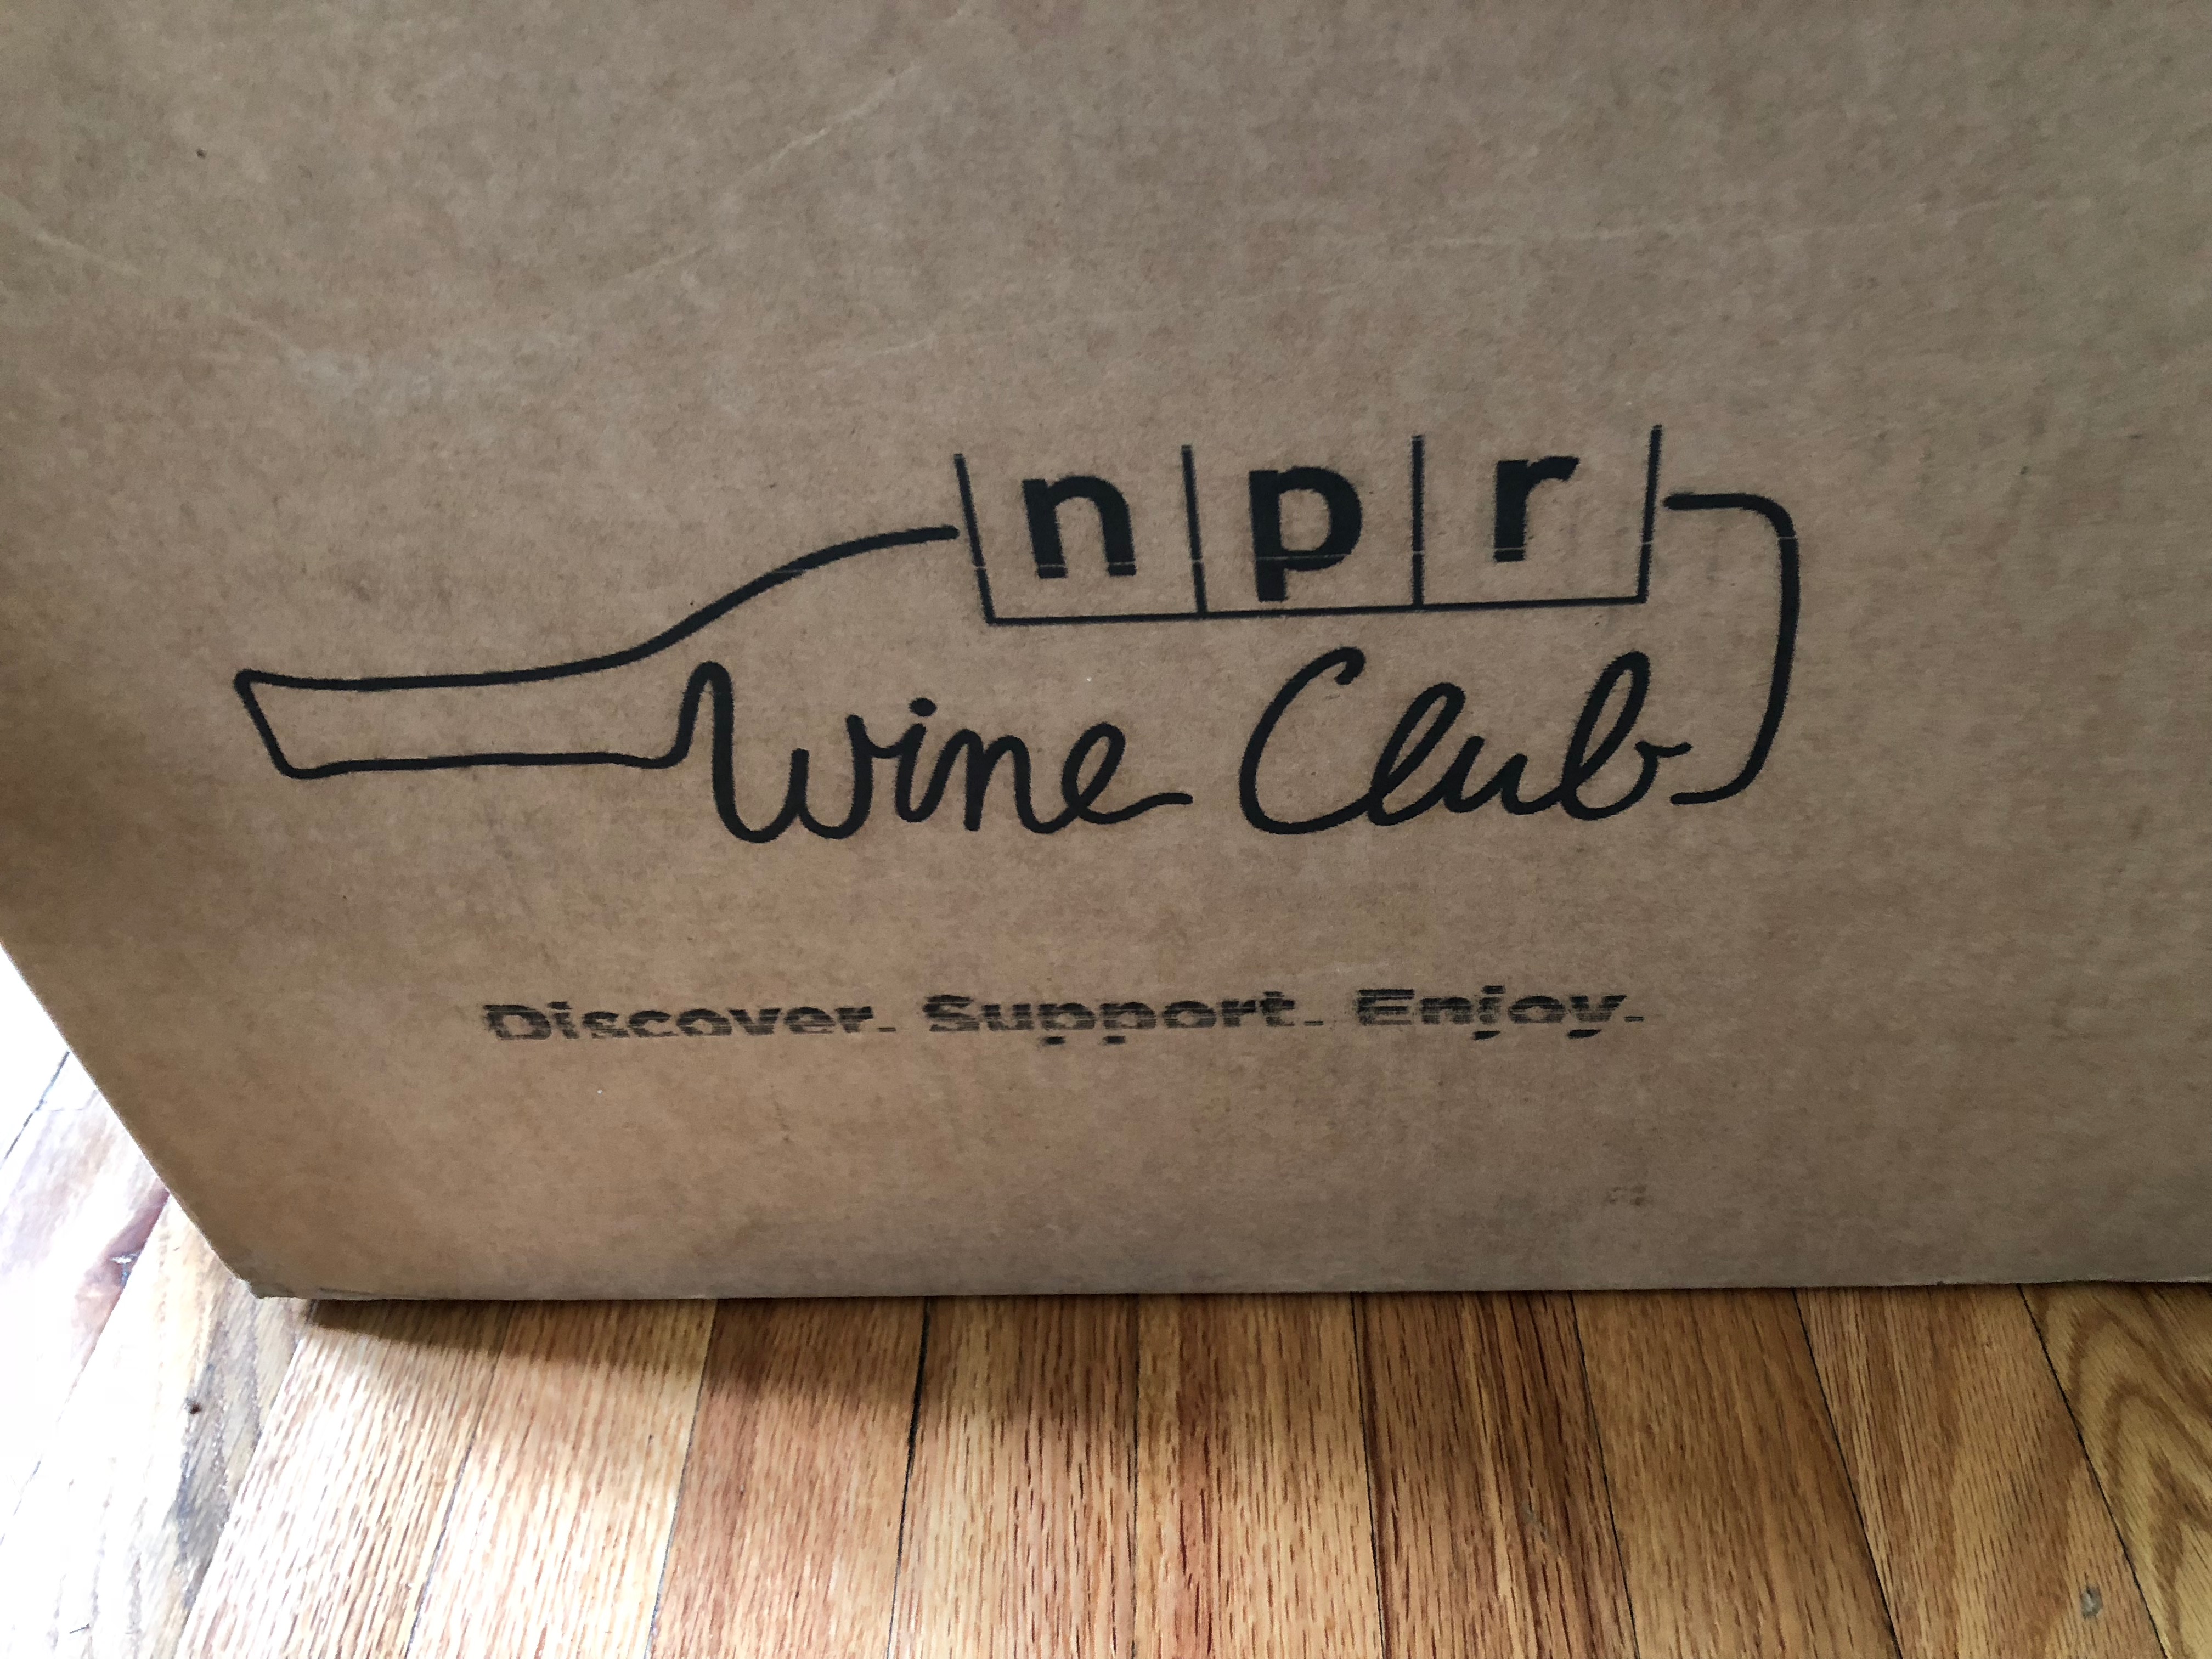 npr
Wine Club
Discover. Support. Enjoy.